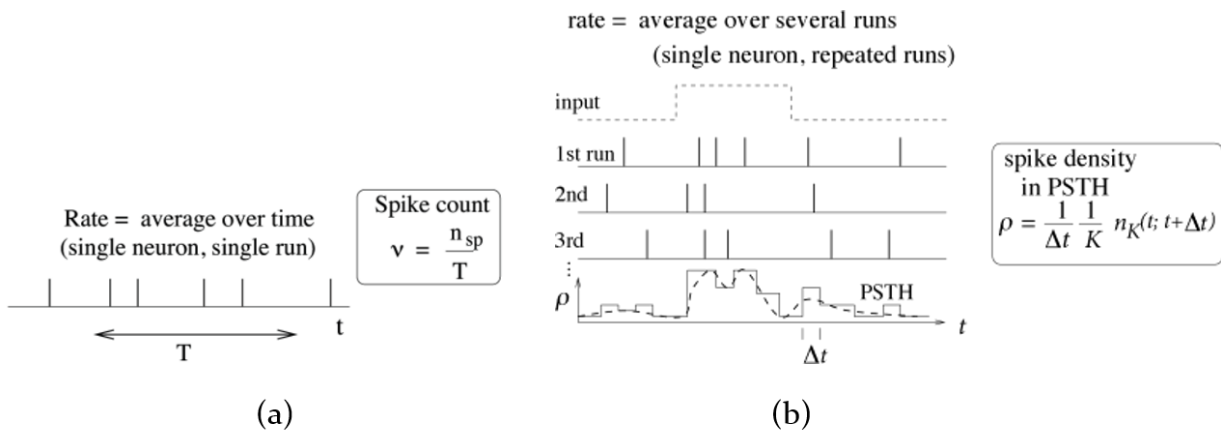 Rate = average over time
(single neuron, single run)
Spike count
ν = n_sp / T
t
T
(a)
rate = average over several runs
(single neuron, repeated runs)
input
1st run
2nd
3rd
⋮
ρ
PSTH
t
Δt
spike density
in PSTH
ρ = 1/Δt 1/K n_K(t; t+Δt)
(b)